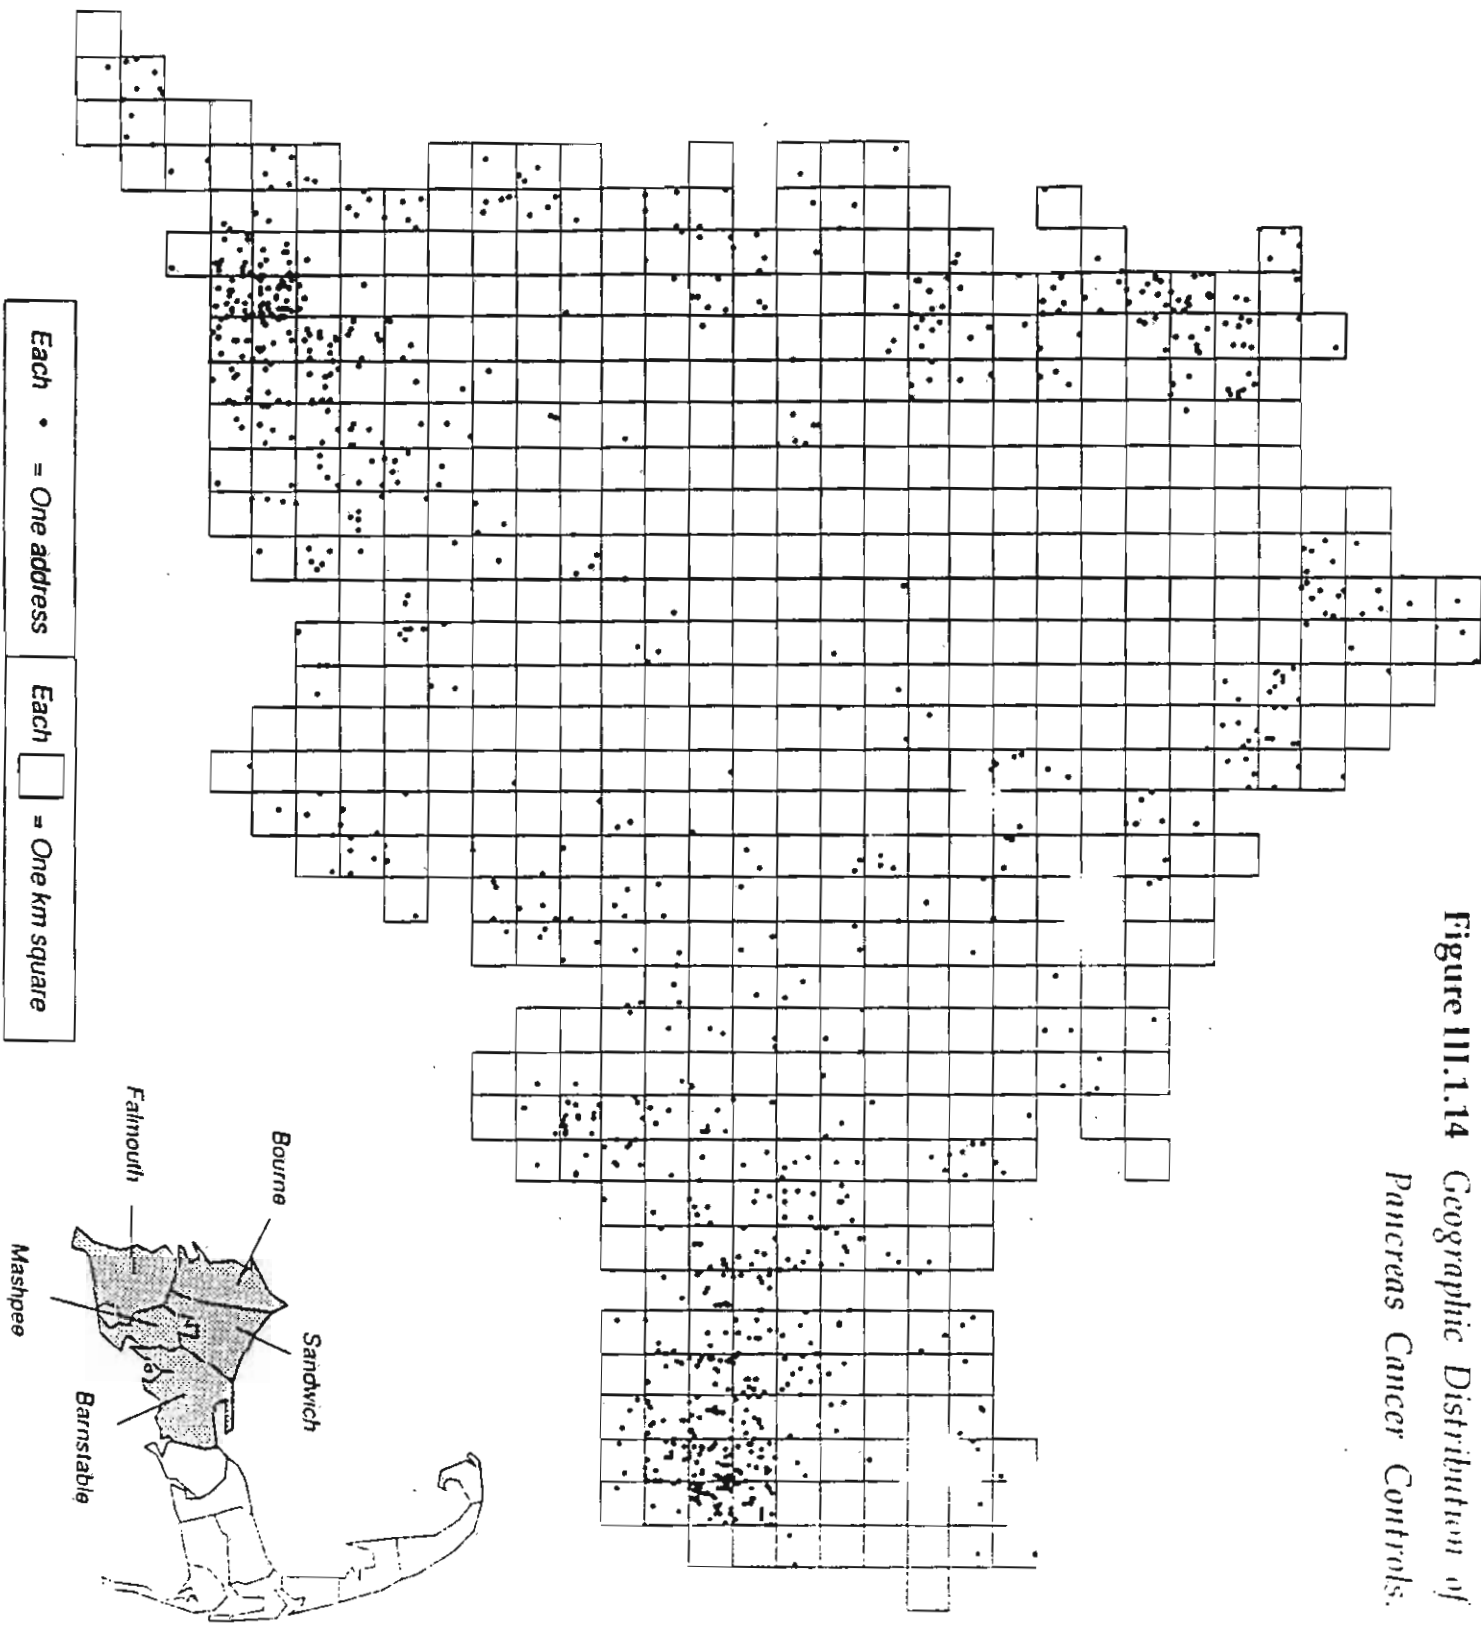 Figure III.1.14 Geographic Distribution of
Pancreas Cancer Controls.
Bourne
Sandwich
Falmouth
Mashpee
Barnstable
Each • = One address
Each □ = One km square